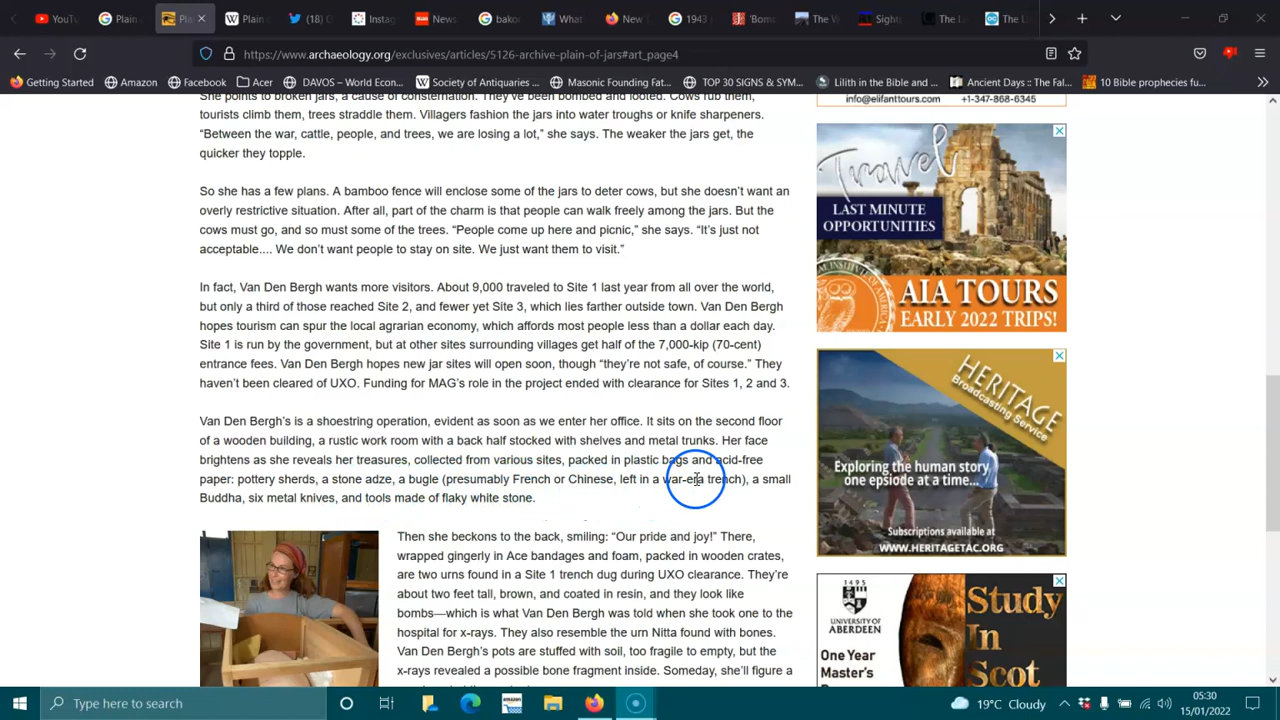 YouTu
Plain o
Pla
Plain o
(18) C
Instag
News
bakon
What
New T
1943 i
'Bomb
The W
Sightin
The Le
The D
https://www.archaeology.org/exclusives/articles/5126-archive-plain-of-jars#art_page4
Getting Started
Amazon
Facebook
Acer
DAVOS – World Econ...
Society of Antiquaries ...
Masonic Founding Fat...
TOP 30 SIGNS & SYM...
Lilith in the Bible and ...
Ancient Days :: The Fal...
10 Bible prophecies fu...
tourists climb them, trees straddle them. Villagers fashion the jars into water troughs or knife sharpeners.
“Between the war, cattle, people, and trees, we are losing a lot,” she says. The weaker the jars get, the
quicker they topple.
So she has a few plans. A bamboo fence will enclose some of the jars to deter cows, but she doesn’t want an
overly restrictive situation. After all, part of the charm is that people can walk freely among the jars. But the
cows must go, and so must some of the trees. “People come up here and picnic,” she says. “It’s just not
acceptable.... We don’t want people to stay on site. We just want them to visit.”
In fact, Van Den Bergh wants more visitors. About 9,000 traveled to Site 1 last year from all over the world,
but only a third of those reached Site 2, and fewer yet Site 3, which lies farther outside town. Van Den Bergh
hopes tourism can spur the local agrarian economy, which affords most people less than a dollar each day.
Site 1 is run by the government, but at other sites surrounding villages get half of the 7,000-kip (70-cent)
entrance fees. Van Den Bergh hopes new jar sites will open soon, though “they’re not safe, of course.” They
haven’t been cleared of UXO. Funding for MAG’s role in the project ended with clearance for Sites 1, 2 and 3.
Van Den Bergh’s is a shoestring operation, evident as soon as we enter her office. It sits on the second floor
of a wooden building, a rustic work room with a back half stocked with shelves and metal trunks. Her face
brightens as she reveals her treasures, collected from various sites, packed in plastic bags and acid-free
paper: pottery sherds, a stone adze, a bugle (presumably French or Chinese, left in a war-era trench), a small
Buddha, six metal knives, and tools made of flaky white stone.
Then she beckons to the back, smiling: “Our pride and joy!” There,
wrapped gingerly in Ace bandages and foam, packed in wooden crates,
are two urns found in a Site 1 trench dug during UXO clearance. They’re
about two feet tall, brown, and coated in resin, and they look like
bombs—which is what Van Den Bergh was told when she took one to the
hospital for x-rays. They also resemble the urn Nitta found with bones.
Van Den Bergh’s pots are stuffed with soil, too fragile to empty, but the
x-rays revealed a possible bone fragment inside. Someday, she’ll figure a
info@elifanttours.com +1-347-868-6345
Travel
LAST MINUTE
OPPORTUNITIES
AIA TOURS
EARLY 2022 TRIPS!
HERITAGE
Broadcasting Service
Exploring the human story,
one episode at a time...
Subscriptions available at
WWW.HERITAGETAC.ORG
1495
UNIVERSITY OF
ABERDEEN
One Year
Master's
Study
In
Scot
Type here to search
19°C Cloudy
05:30
15/01/2022